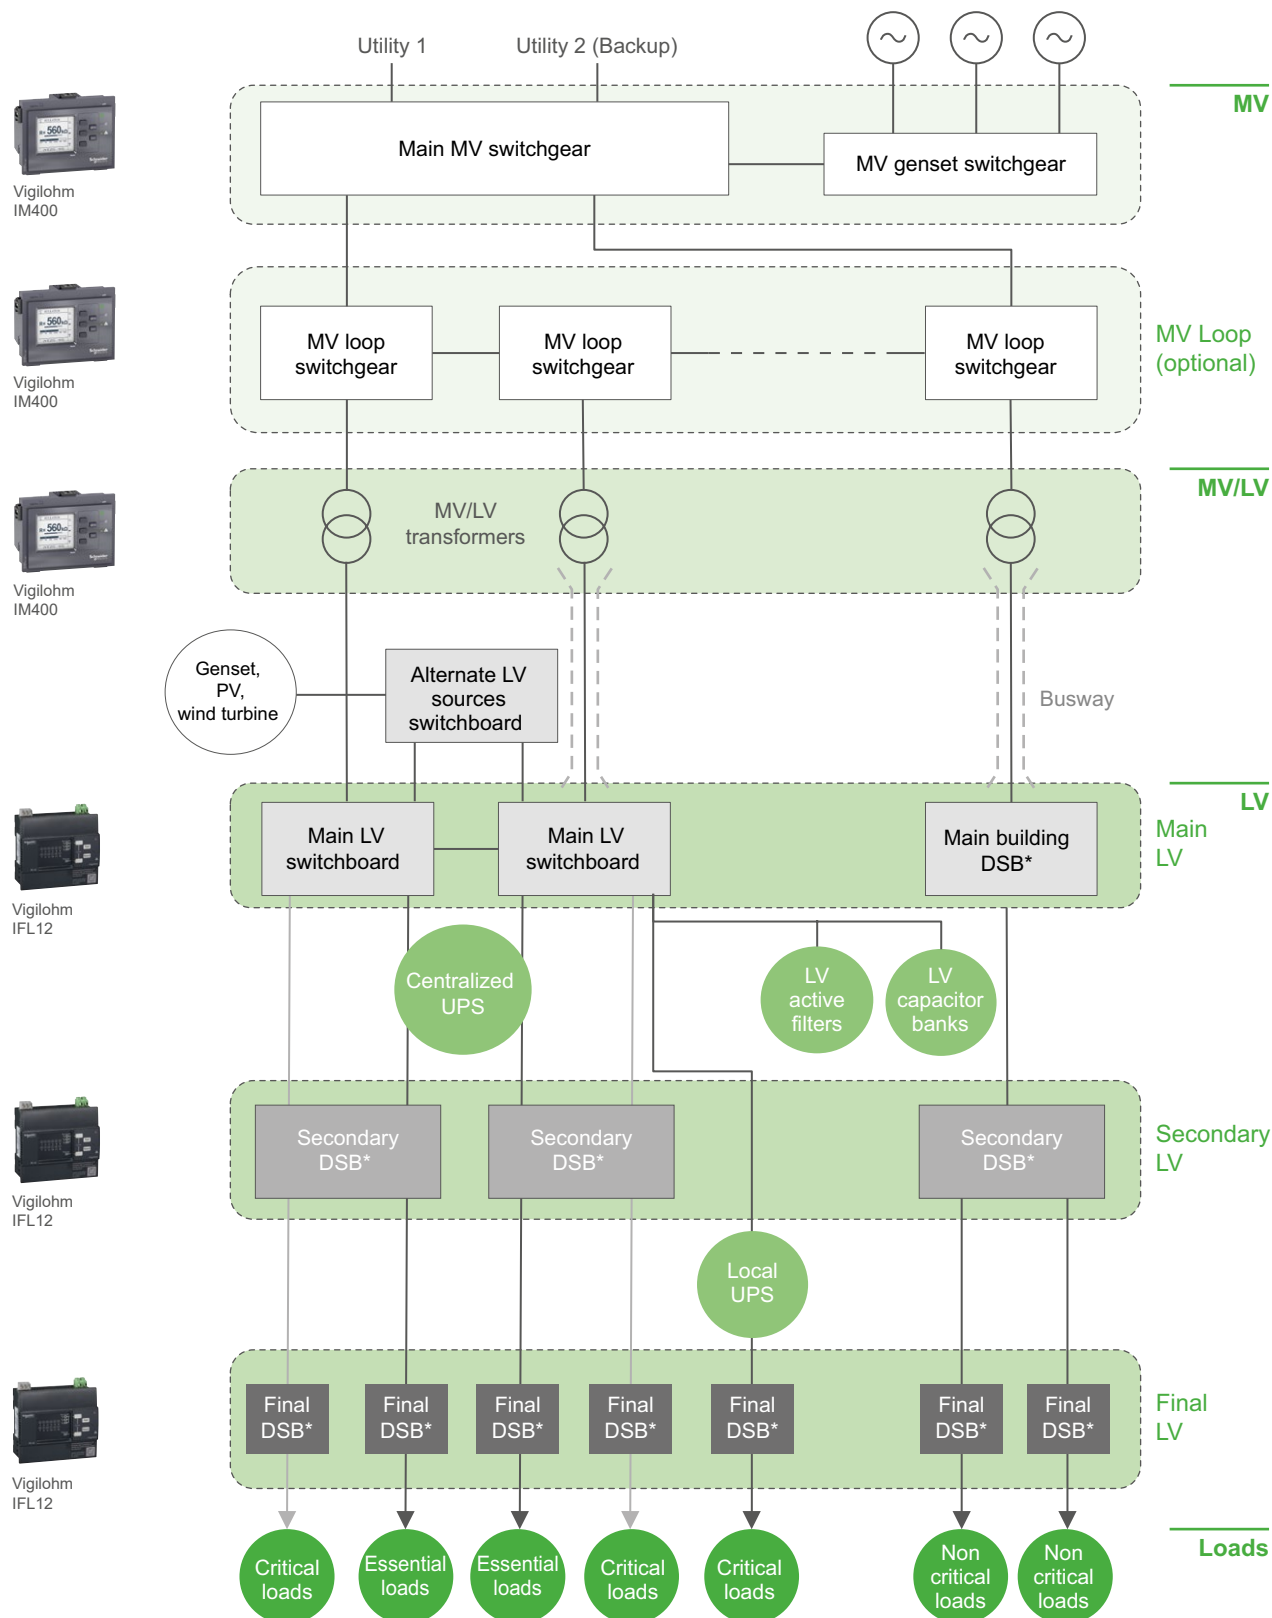 Utility 1
Utility 2 (Backup)
MV
Main MV switchgear
MV genset switchgear
560
Vigilohm
IM400
MV loop
switchgear
MV loop
switchgear
MV loop
switchgear
MV Loop
(optional)
560
Vigilohm
IM400
MV/LV
MV/LV
transformers
560
Vigilohm
IM400
Genset,
PV,
wind turbine
Alternate LV
sources
switchboard
Busway
LV
Main LV
switchboard
Main LV
switchboard
Main building
DSB*
Main
LV
Vigilohm
IFL12
Centralized
UPS
LV
active
filters
LV
capacitor
banks
Secondary
DSB*
Secondary
DSB*
Secondary
DSB*
Secondary
LV
Vigilohm
IFL12
Local
UPS
Final
DSB*
Final
DSB*
Final
DSB*
Final
DSB*
Final
DSB*
Final
DSB*
Final
DSB*
Final
LV
Vigilohm
IFL12
Loads
Critical
loads
Essential
loads
Essential
loads
Critical
loads
Critical
loads
Non
critical
loads
Non
critical
loads